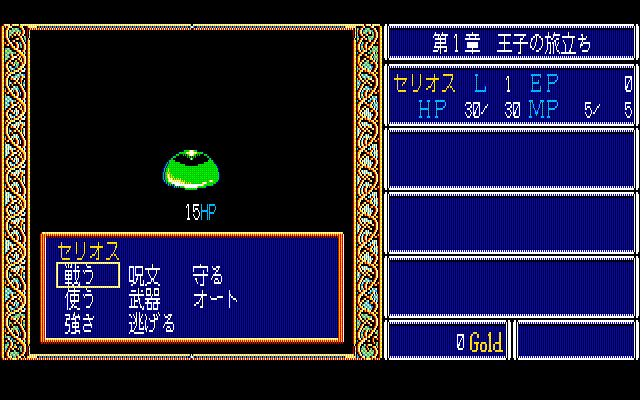 第1章 王子の旅立ち
セリオス L 1 EP 0
HP 30/ 30 MP 5/ 5
15HP
セリオス
戦う 呪文 守る
使う 武器 オート
強さ 逃げる
0 Gold